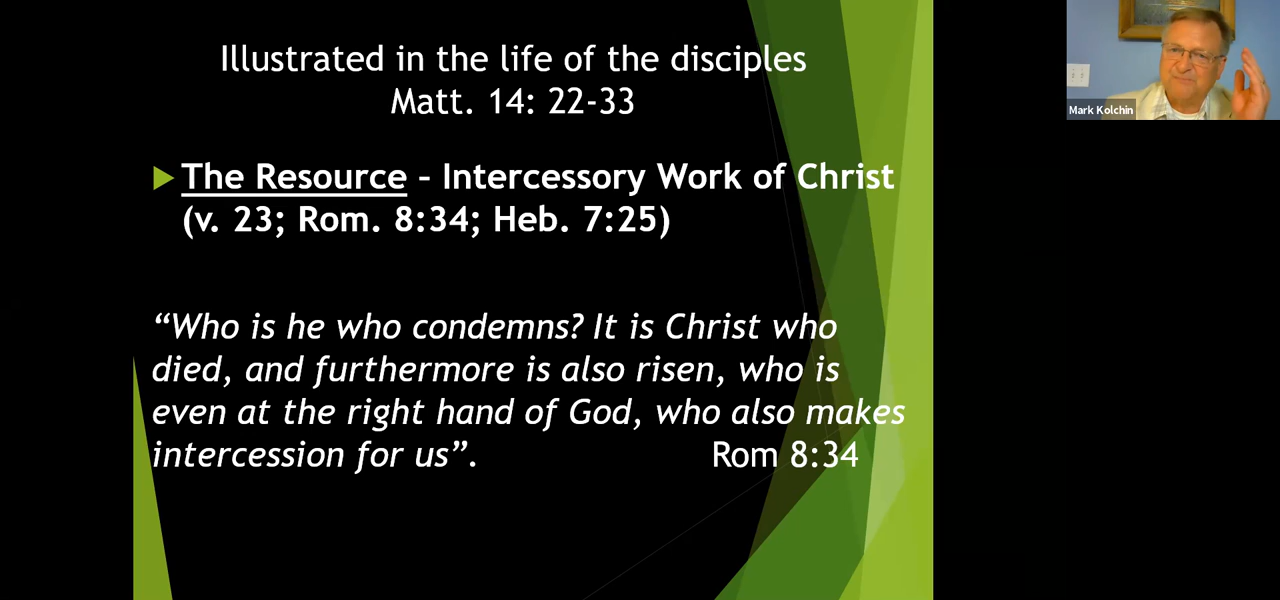 Illustrated in the life of the disciples
Matt. 14: 22-33
The Resource – Intercessory Work of Christ
(v. 23; Rom. 8:34; Heb. 7:25)
“Who is he who condemns? It is Christ who
died, and furthermore is also risen, who is
even at the right hand of God, who also makes
intercession for us”. Rom 8:34
Mark Kolchin